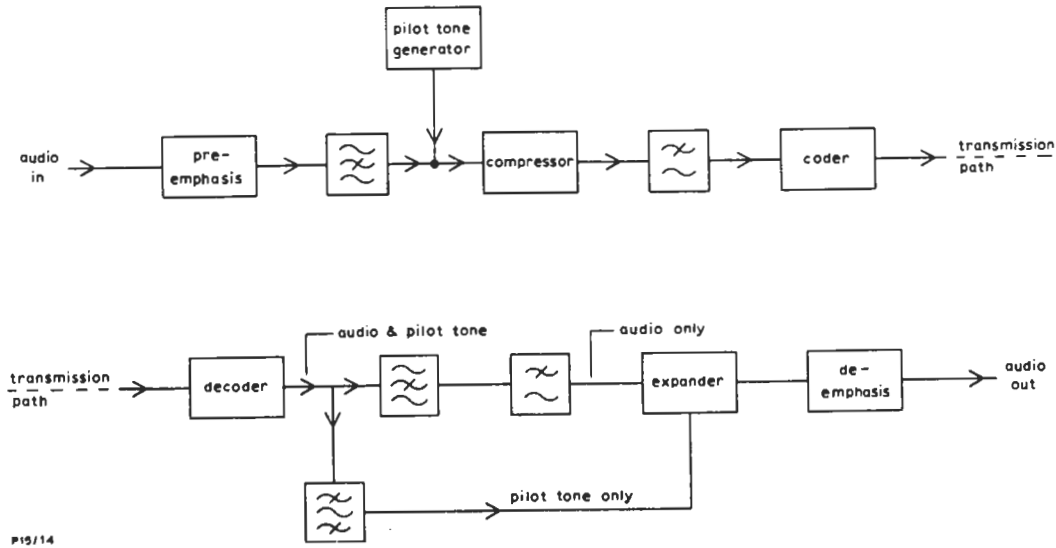 pilot tone
generator
audio
in
pre-
emphasis
compressor
coder
transmission
path
audio & pilot tone
audio only
transmission
path
decoder
expander
de-
emphasis
audio
out
pilot tone only
P15/14